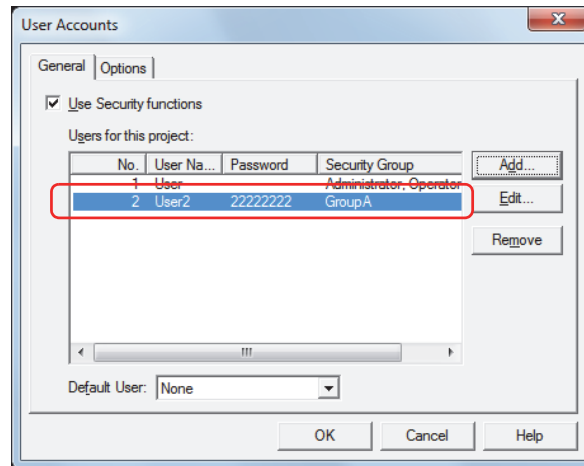 User Accounts
General Options
Use Security functions
Users for this project:
No. User Na... Password Security Group
1 User Administrator, Operator
2 User2 22222222 GroupA
Add...
Edit...
Remove
Default User: None
OK Cancel Help